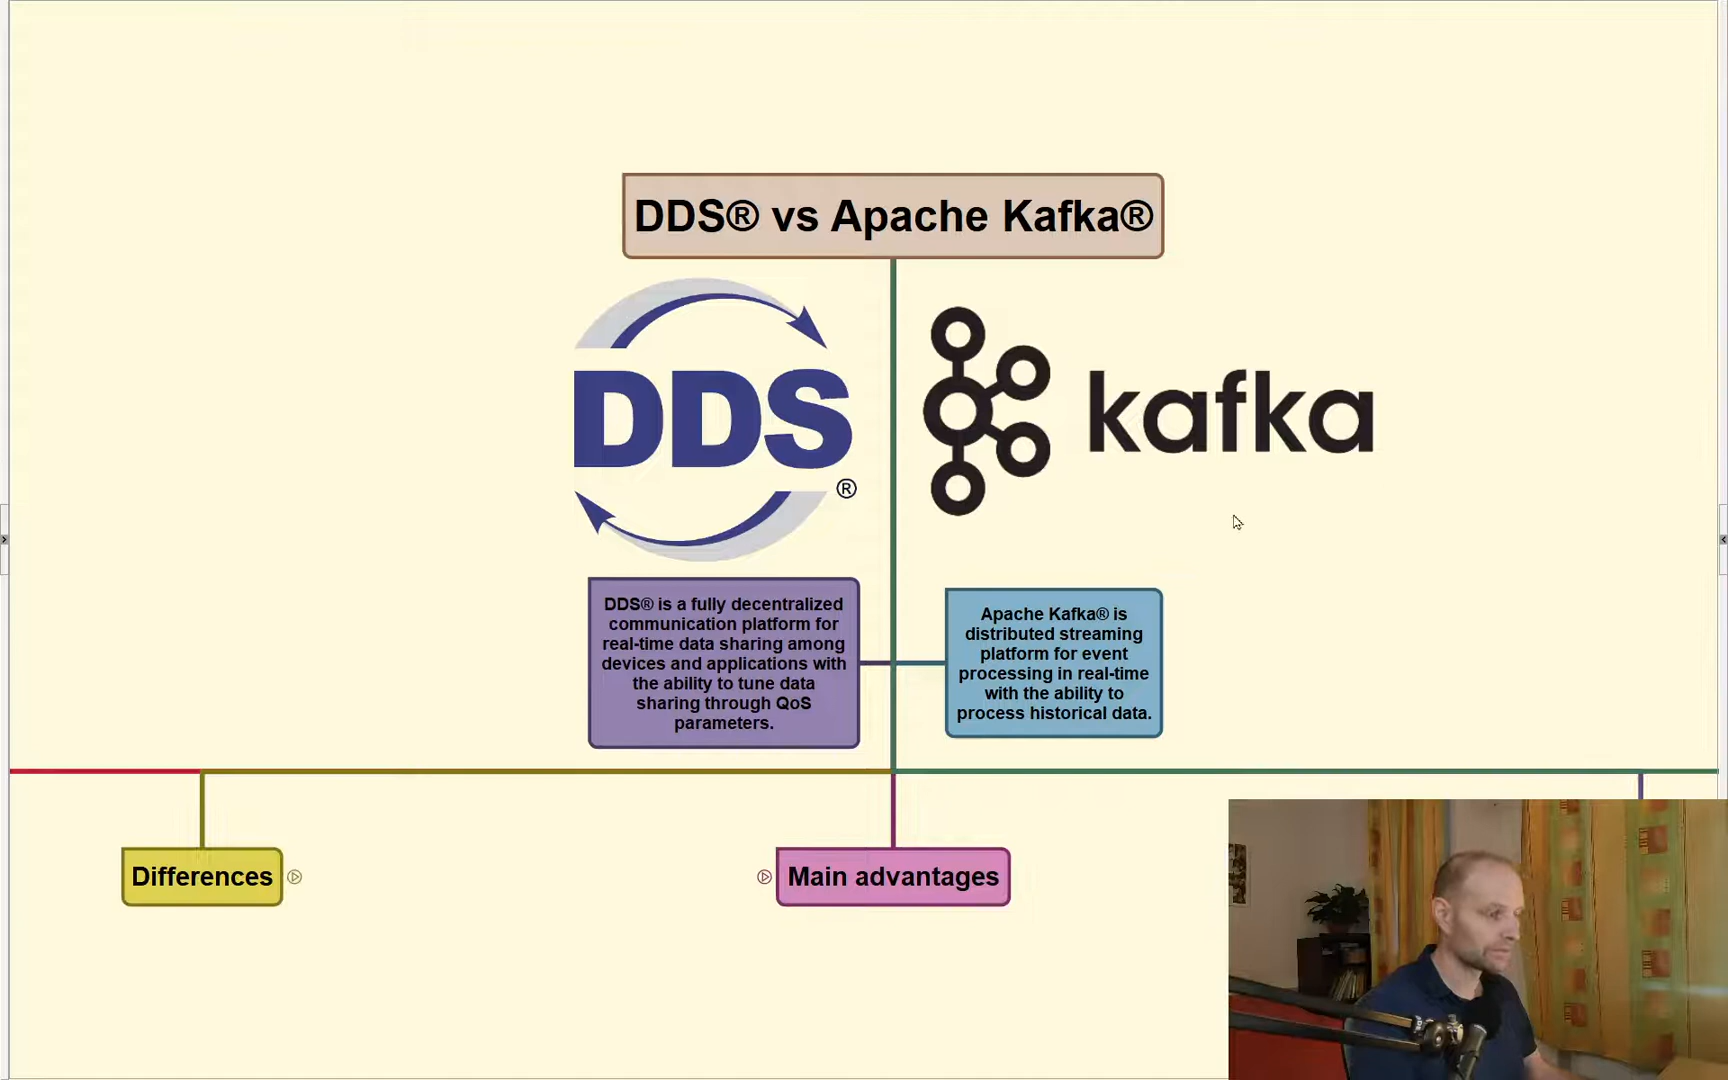 DDS® vs Apache Kafka®
DDS
®
kafka
DDS® is a fully decentralized
communication platform for
real-time data sharing among
devices and applications with
the ability to tune data
sharing through QoS
parameters.
Apache Kafka® is
distributed streaming
platform for event
processing in real-time
with the ability to
process historical data.
Differences
Main advantages